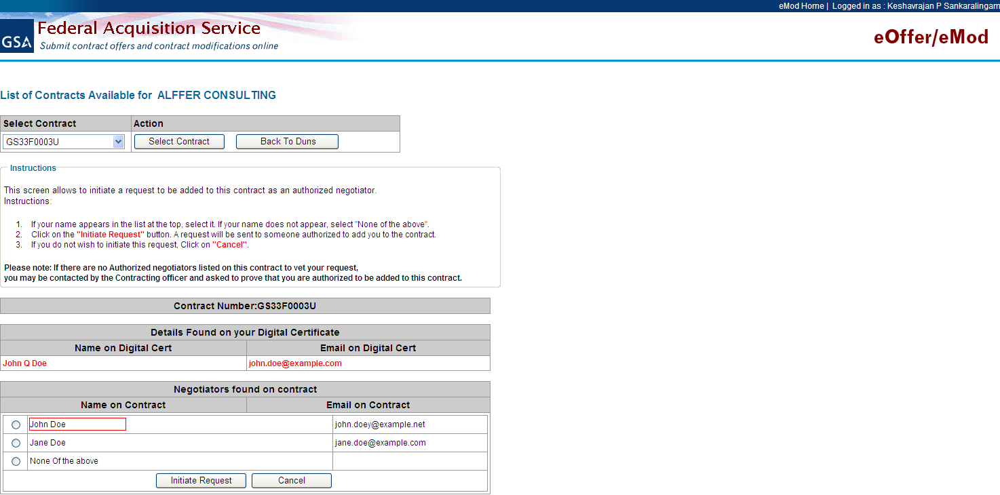 eMod Home | Logged in as : Keshavrajan P Sankaralingam
GSA
Federal Acquisition Service
Submit contract offers and contract modifications online
eOffer/eMod
List of Contracts Available for ALFFER CONSULTING
Select Contract Action
GS33F0003U Select Contract Back To Duns
Instructions
This screen allows to initiate a request to be added to this contract as an authorized negotiator.
Instructions:
1. If your name appears in the list at the top, select it. If your name does not appear, select "None of the above".
2. Click on the "Initiate Request" button. A request will be sent to someone authorized to add you to the contract.
3. If you do not wish to initiate this request, Click on "Cancel".
Please note: If there are no Authorized negotiators listed on this contract to vet your request,
you may be contacted by the Contracting officer and asked to prove that you are authorized to be added to this contract.
Contract Number:GS33F0003U
Details Found on your Digital Certificate
Name on Digital Cert Email on Digital Cert
John Q Doe john.doe@example.com
Negotiators found on contract
Name on Contract Email on Contract
John Doe john.doey@example.net
Jane Doe jane.doe@example.com
None Of the above
Initiate Request Cancel